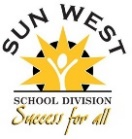 SUN WEST
SCHOOL DIVISION
Success for all